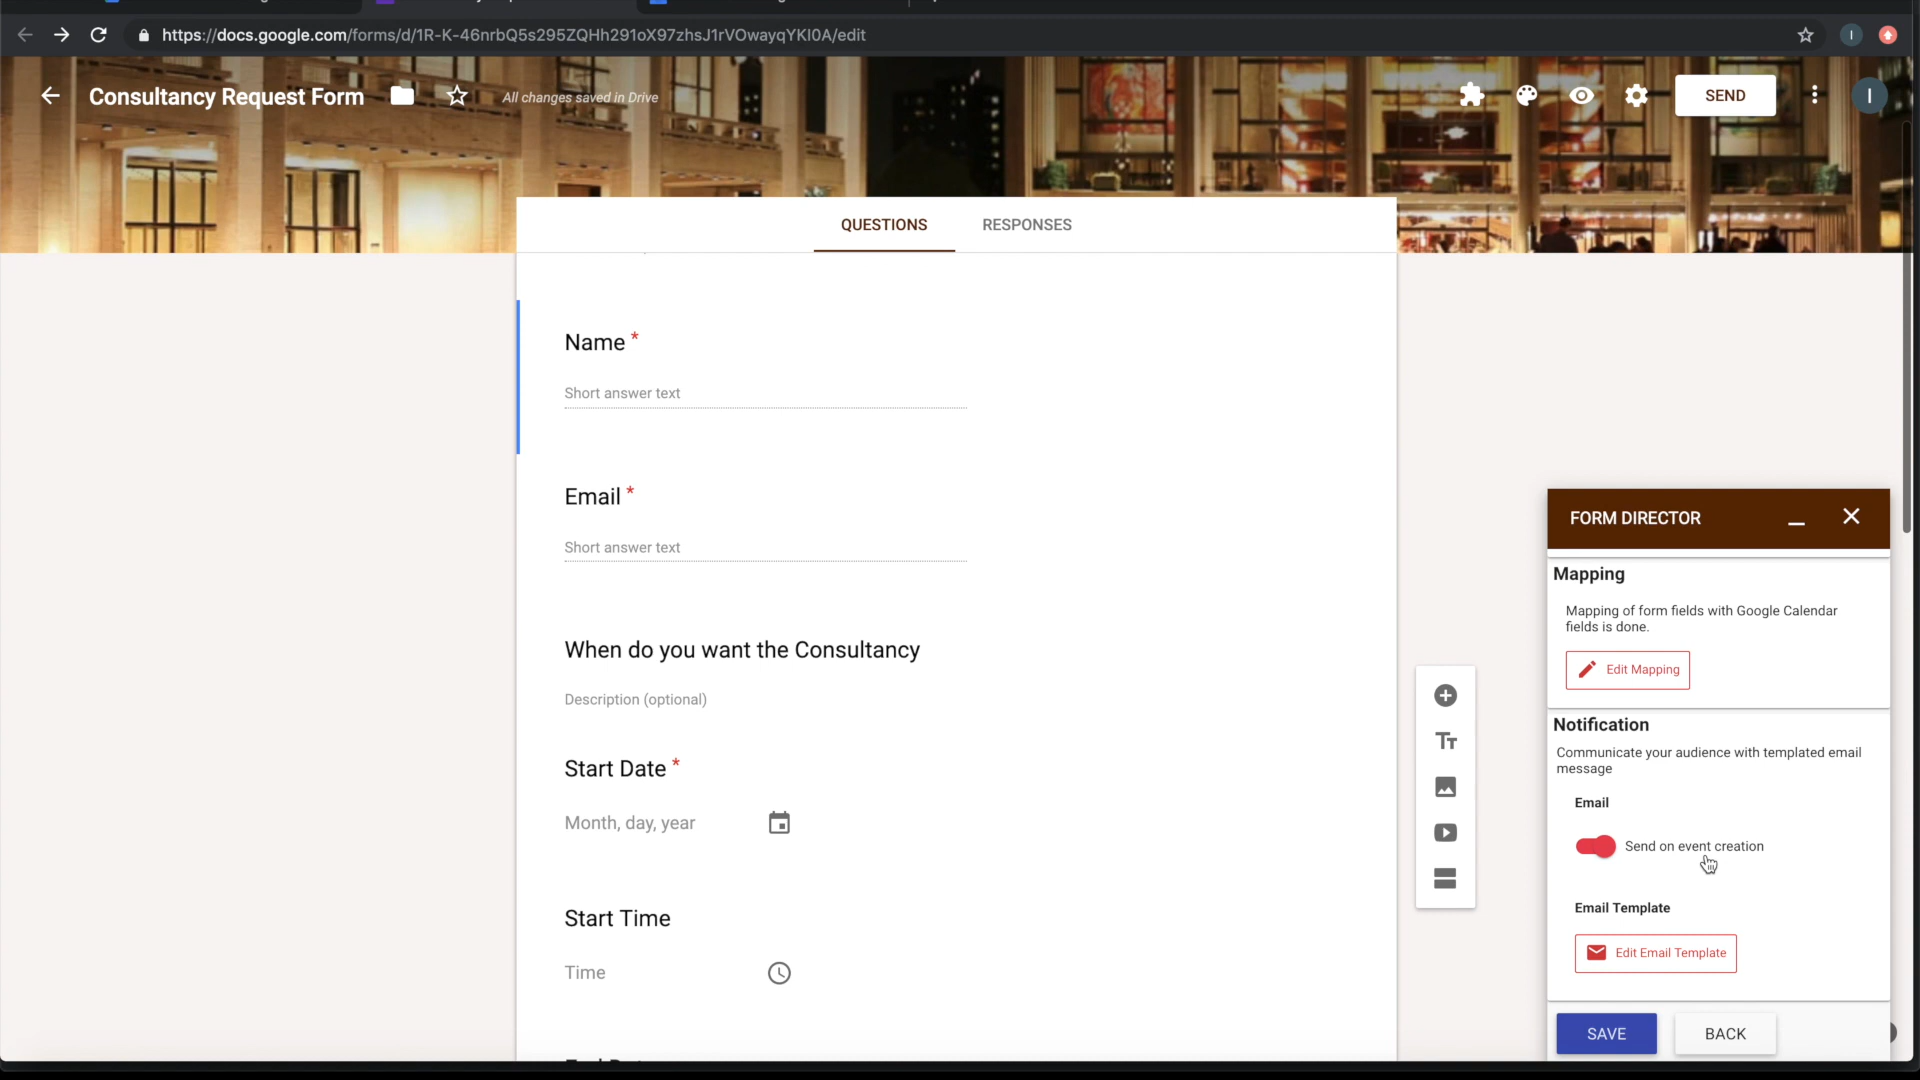 https://docs.google.com/forms/d/1R-K-46nrbQ5s295ZQHh291oX97zhsJ1rVOwayqYKI0A/edit
I
Consultancy Request Form
All changes saved in Drive
SEND
I
QUESTIONS
RESPONSES
Name *
Short answer text
Email *
Short answer text
When do you want the Consultancy
Description (optional)
Start Date *
Month, day, year
Start Time
Time
FORM DIRECTOR
Mapping
Mapping of form fields with Google Calendar
fields is done.
Edit Mapping
Notification
Communicate your audience with templated email
message
Email
Send on event creation
Email Template
Edit Email Template
SAVE
BACK